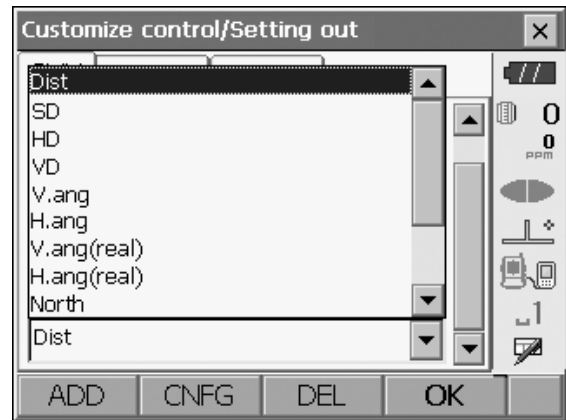 Customize control/Setting out
Dist
SD
HD
VD
V.ang
H.ang
V.ang(real)
H.ang(real)
North
Dist
0
0
PPM
1
ADD CNFG DEL OK